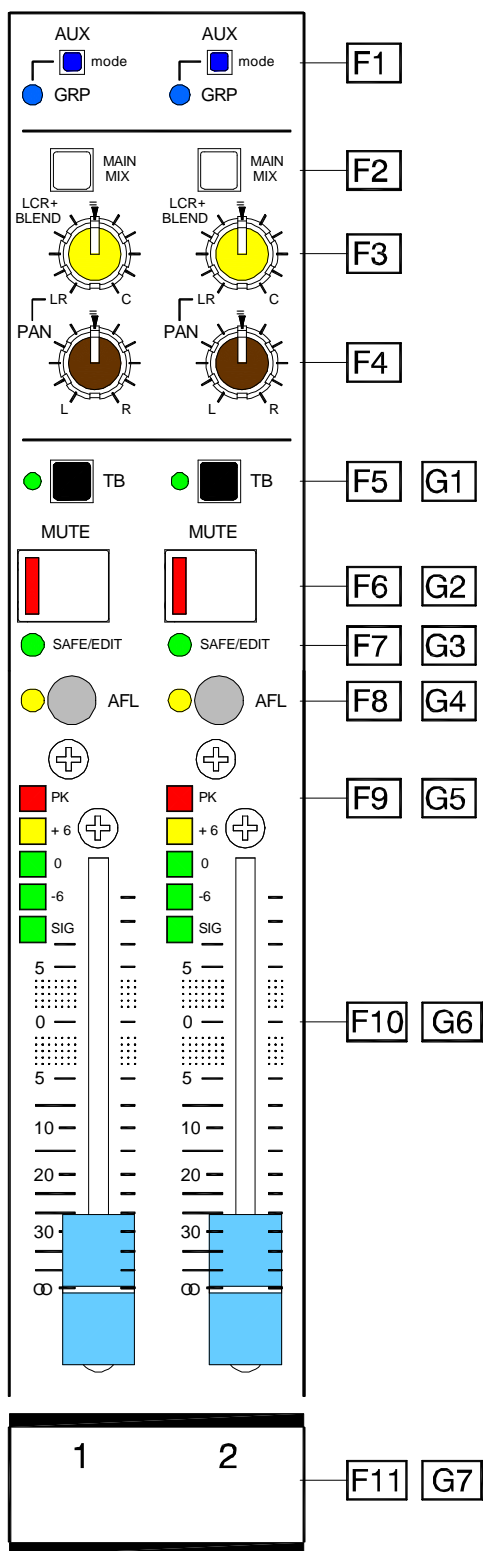 AUX AUX
mode mode F1
GRP GRP
MAIN MIX MAIN MIX F2
LCR+ BLEND LCR+ BLEND
F3
LR C LR C
PAN PAN
F4
L R L R
TB TB F5 G1
MUTE MUTE
F6 G2
SAFE/EDIT SAFE/EDIT F7 G3
AFL AFL F8 G4
PK PK F9 G5
+6 +6
0 0
-6 -6
SIG SIG
5 5
0 0 F10 G6
5 5
10 10
20 20
30 30
∞ ∞
1 2
F11 G7